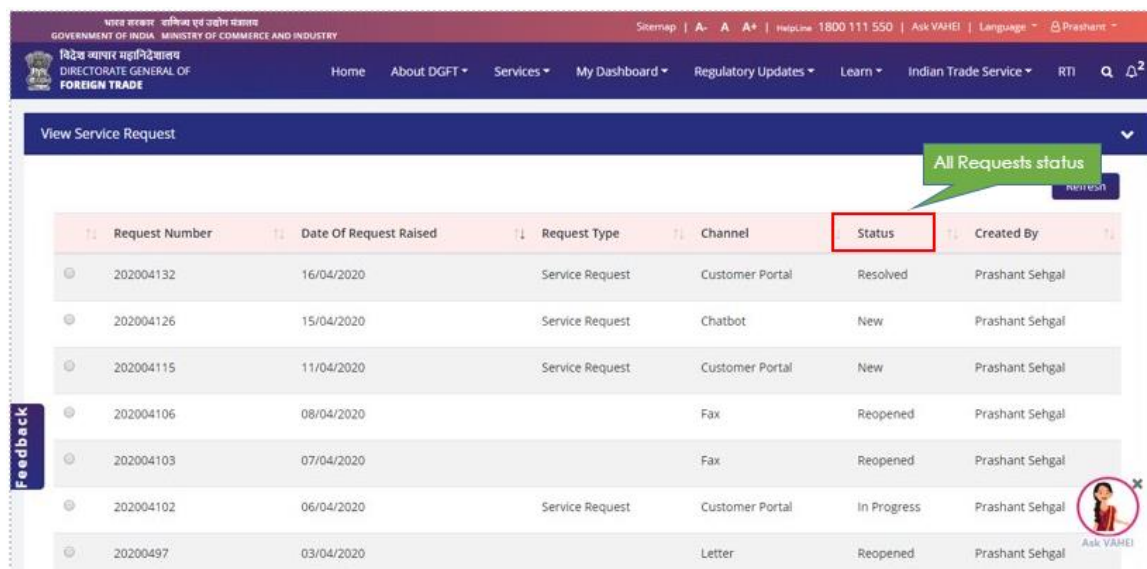 भारत सरकार वाणिज्य एवं उद्योग मंत्रालय
GOVERNMENT OF INDIA MINISTRY OF COMMERCE AND INDUSTRY
Sitemap | A- A A+ | HelpLine 1800 111 550 | Ask VAHEI | Language Prashant
विदेश व्यापार महानिदेशालय
DIRECTORATE GENERAL OF
FOREIGN TRADE
Home About DGFT Services My Dashboard Regulatory Updates Learn Indian Trade Service RTI 2
View Service Request
All Requests status
Refresh
Request Number Date Of Request Raised Request Type Channel Status Created By
202004132 16/04/2020 Service Request Customer Portal Resolved Prashant Sehgal
202004126 15/04/2020 Service Request Chatbot New Prashant Sehgal
202004115 11/04/2020 Service Request Customer Portal New Prashant Sehgal
202004106 08/04/2020 Fax Reopened Prashant Sehgal
202004103 07/04/2020 Fax Reopened Prashant Sehgal
202004102 06/04/2020 Service Request Customer Portal In Progress Prashant Sehgal
20200497 03/04/2020 Letter Reopened Prashant Sehgal
Feedback
Ask VAHEI